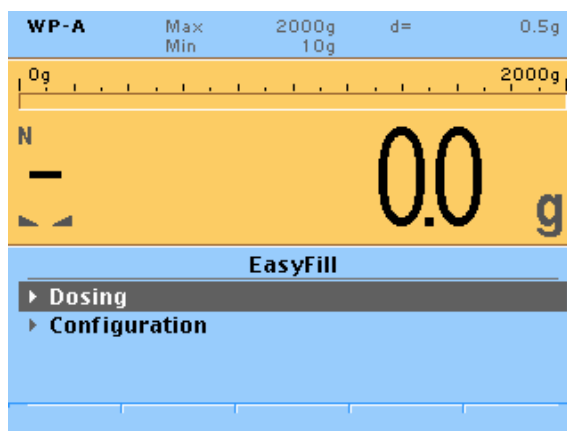 WP-A Max 2000g d= 0.5g
Min 10g
0g 2000g
N
- 0.0 g
EasyFill
Dosing
Configuration